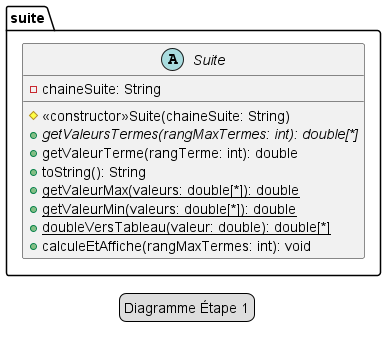 suite
A Suite
chaineSuite: String
«constructor»Suite(chaineSuite: String)
getValeursTermes(rangMaxTermes: int): double[*]
getValeurTerme(rangTerme: int): double
toString(): String
getValeurMax(valeurs: double[*]): double
getValeurMin(valeurs: double[*]): double
doubleVersTableau(valeur: double): double[*]
calculeEtAffiche(rangMaxTermes: int): void
Diagramme Étape 1